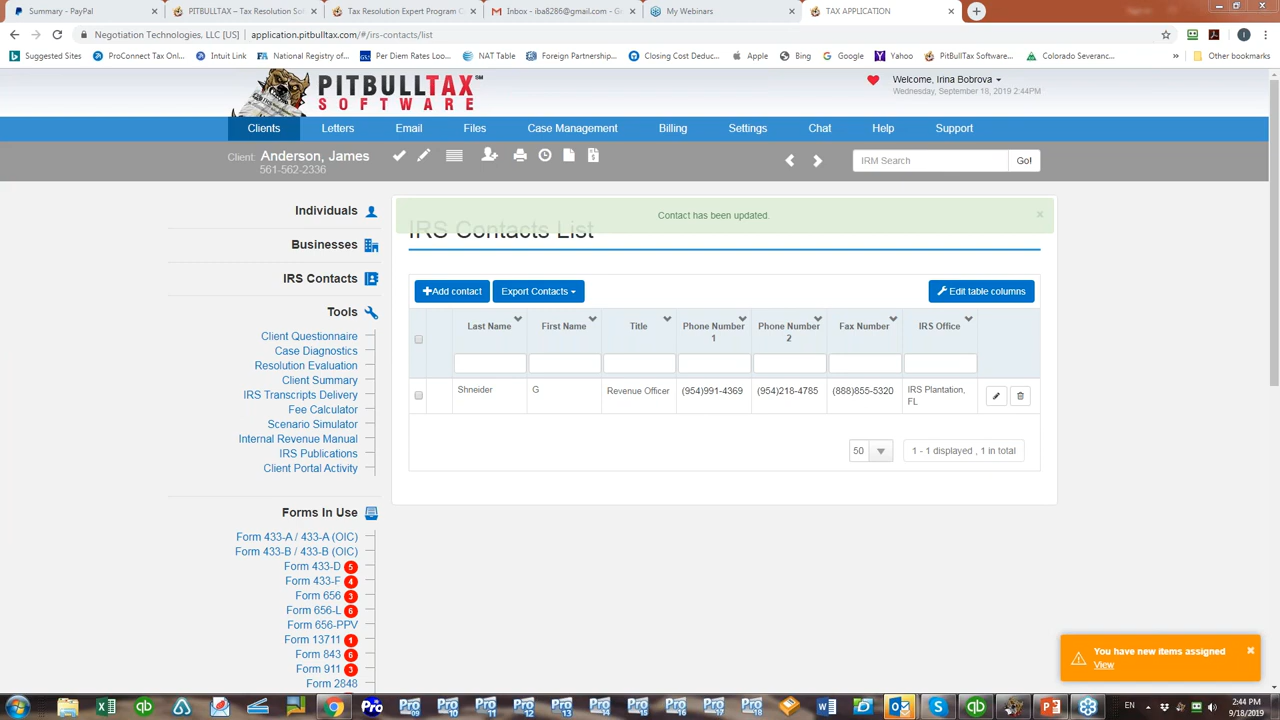 Summary - PayPal
PITBULLTAX – Tax Resolution Sol
Tax Resolution Expert Program C
Inbox - iba8286@gmail.com - G
My Webinars
TAX APPLICATION
Negotiation Technologies, LLC [US] | application.pitbulltax.com/#/irs-contacts/list
Suggested Sites
ProConnect Tax Onl...
Intuit Link
National Registry of...
Per Diem Rates Loo...
NAT Table
Foreign Partnership...
Closing Cost Deduc...
Apple
Bing
Google
Yahoo
PitBullTax Software...
Colorado Severanc...
»
Other bookmarks
PITBULLTAX
SOFTWARE
Welcome, Irina Bobrova
Wednesday, September 18, 2019 2:44PM
Clients
Letters
Email
Files
Case Management
Billing
Settings
Chat
Help
Support
Client: Anderson, James
561-562-2336
IRM Search
Go!
Individuals
Businesses
IRS Contacts
Tools
Client Questionnaire
Case Diagnostics
Resolution Evaluation
Client Summary
IRS Transcripts Delivery
Fee Calculator
Scenario Simulator
Internal Revenue Manual
IRS Publications
Client Portal Activity
Forms In Use
Form 433-A / 433-A (OIC)
Form 433-B / 433-B (OIC)
Form 433-D 5
Form 433-F 4
Form 656 3
Form 656-L 6
Form 656-PPV
Form 13711 1
Form 843 6
Form 911 3
Form 2848
Contact has been updated. ×
IRS Contacts List
+Add contact
Export Contacts
Edit table columns
Last Name
First Name
Title
Phone Number
1
Phone Number
2
Fax Number
IRS Office
Shneider
G
Revenue Officer
(954)991-4369
(954)218-4785
(888)855-5320
IRS Plantation,
FL
50
1 - 1 displayed , 1 in total
You have new items assigned
View
EN
2:44 PM
9/18/2019